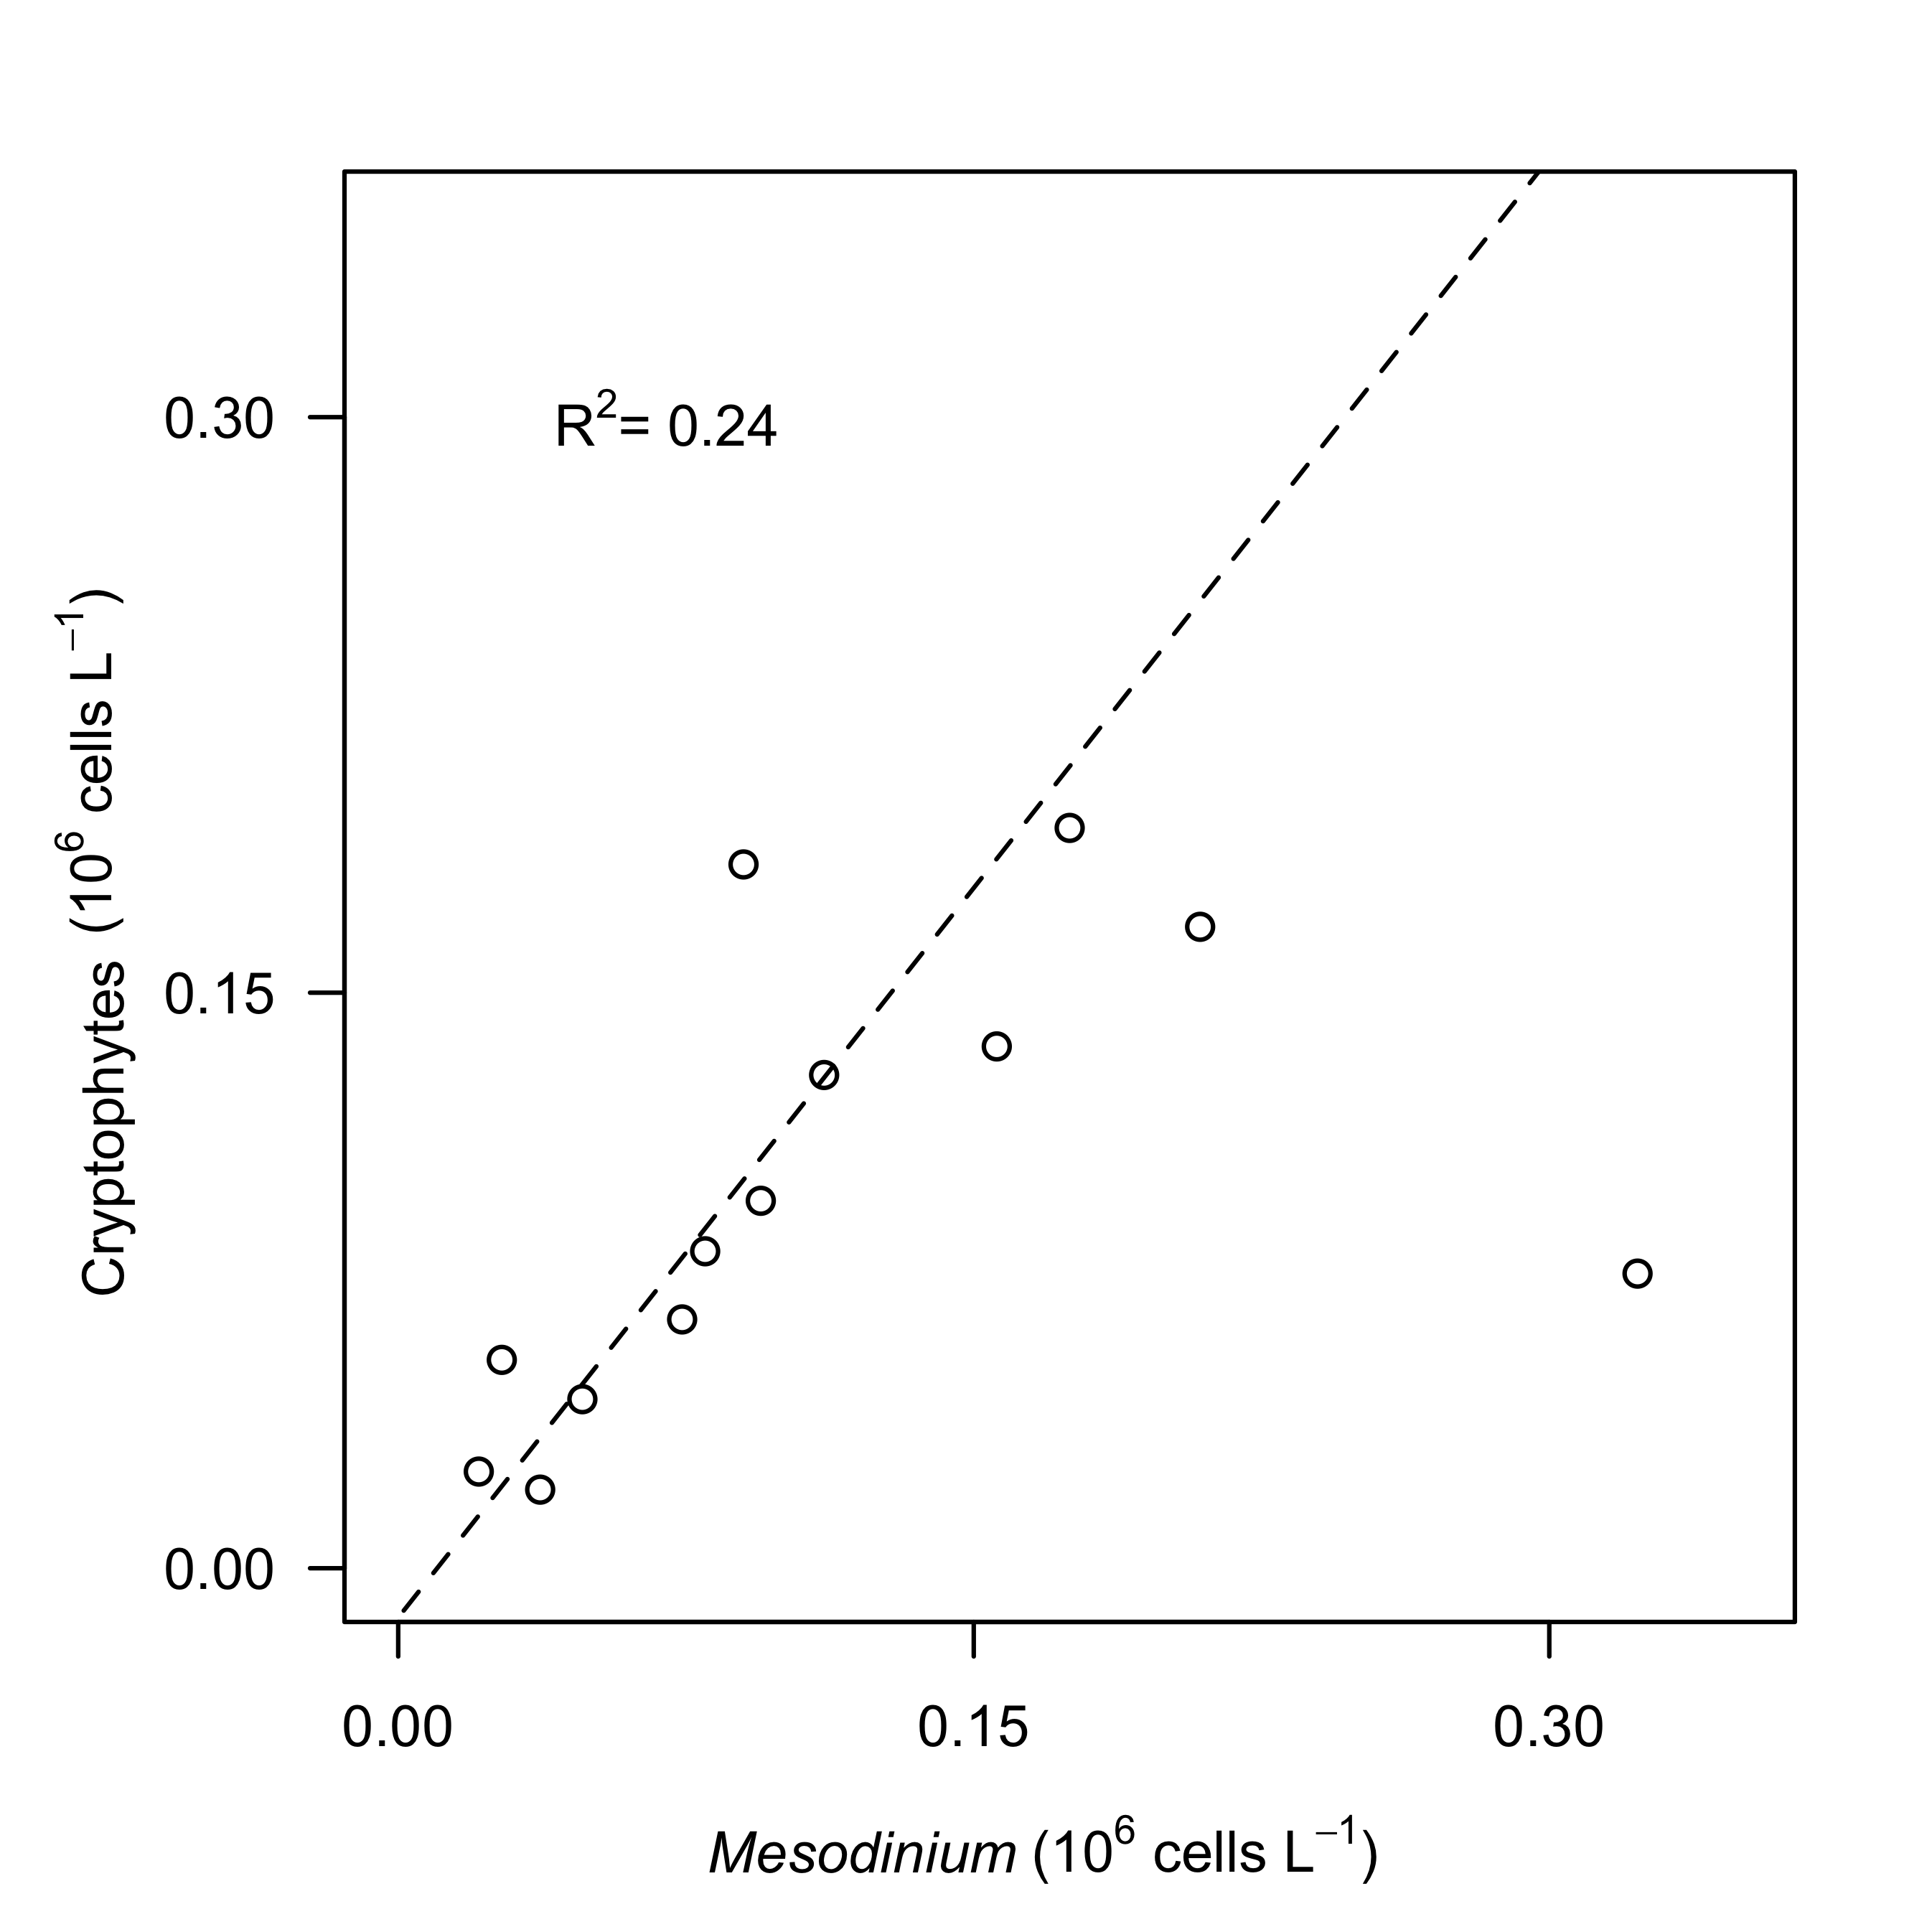 R²= 0.24
Cryptophytes (10⁶ cells L⁻¹)
0.30
0.15
0.00
0.00 0.15 0.30
Mesodinium (10⁶ cells L⁻¹)